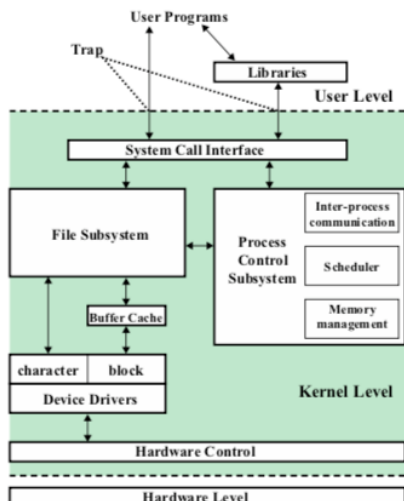 User Programs
Trap
Libraries
User Level
System Call Interface
File Subsystem
Process
Control
Subsystem
Inter-process
communication
Scheduler
Memory
management
Buffer Cache
character
block
Device Drivers
Kernel Level
Hardware Control
Hardware Level